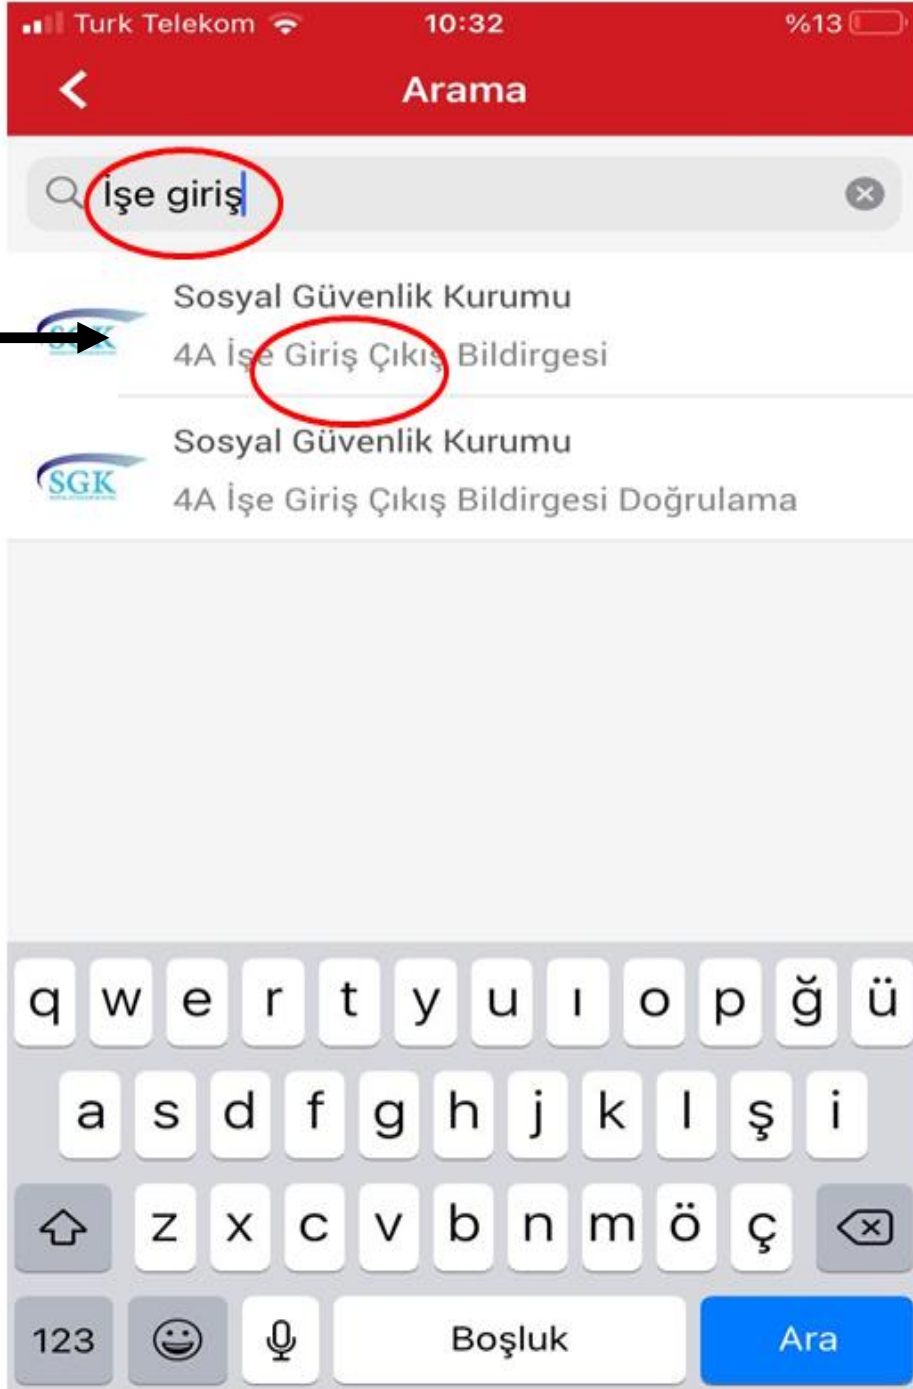 Turk Telekom 10:32 %13
Arama
İşe giriş
Sosyal Güvenlik Kurumu
SGK
4A İşe Giriş Çıkış Bildirgesi
Sosyal Güvenlik Kurumu
SGK
4A İşe Giriş Çıkış Bildirgesi Doğrulama
q w e r t y u ı o p ğ ü
a s d f g h j k l ş i
z x c v b n m ö ç
123 Boşluk Ara